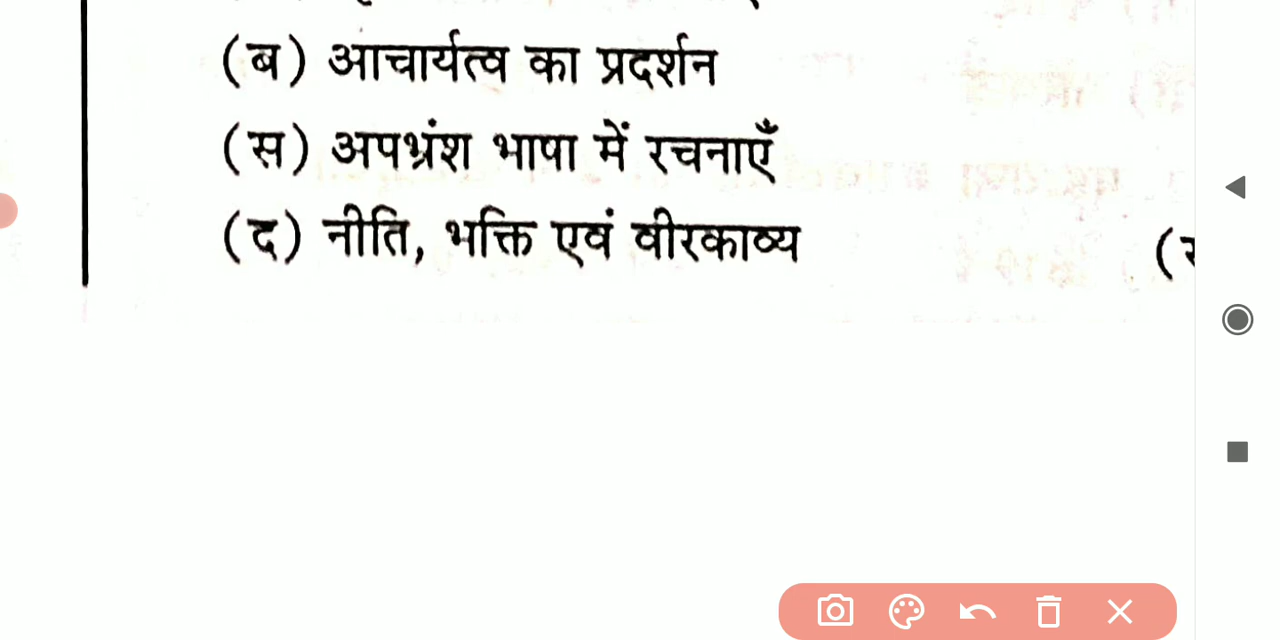 (ब) आचार्यत्व का प्रदर्शन
(स) अपभ्रंश भाषा में रचनाएँ
(द) नीति, भक्ति एवं वीरकाव्य